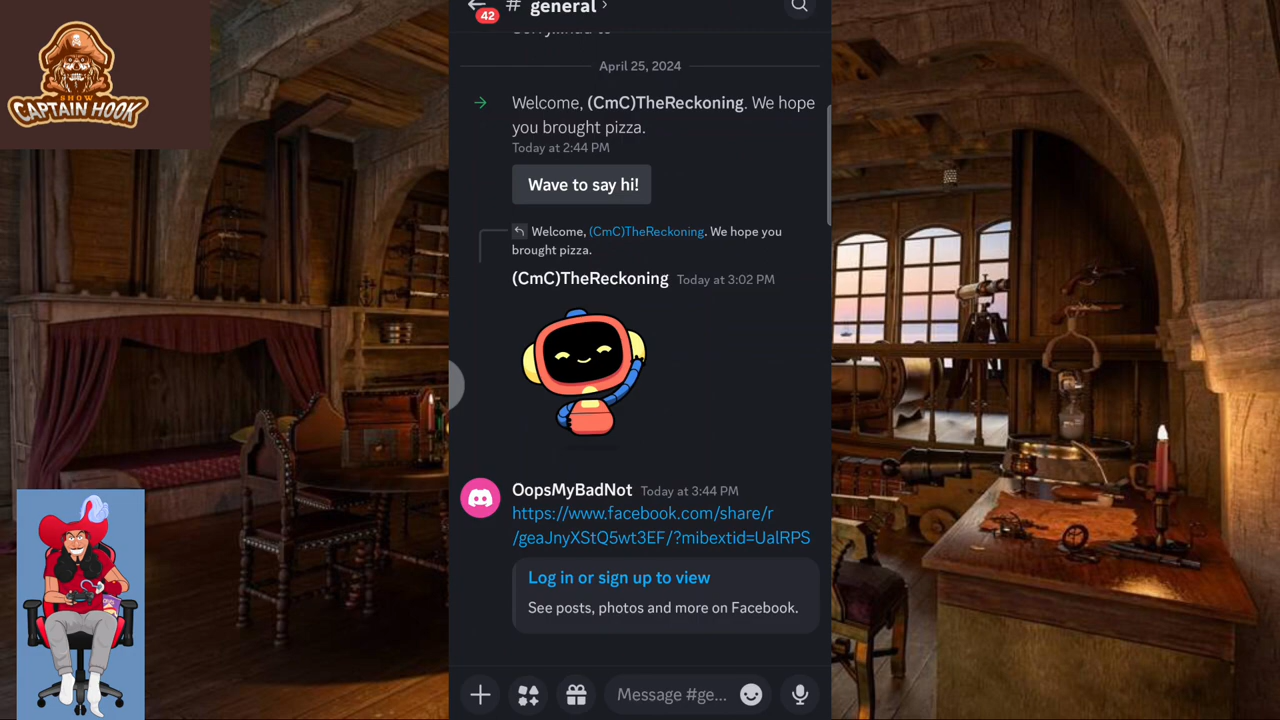 SHOW
CAPTAIN HOOK
42
# general ›
April 25, 2024
Welcome, (CmC)TheReckoning. We hope
you brought pizza.
Today at 2:44 PM
Wave to say hi!
Welcome, (CmC)TheReckoning. We hope you
brought pizza.
(CmC)TheReckoning Today at 3:02 PM
OopsMyBadNot Today at 3:44 PM
https://www.facebook.com/share/r
/geaJnyXStQ5wt3EF/?mibextid=UalRPS
Log in or sign up to view
See posts, photos and more on Facebook.
Message #ge...